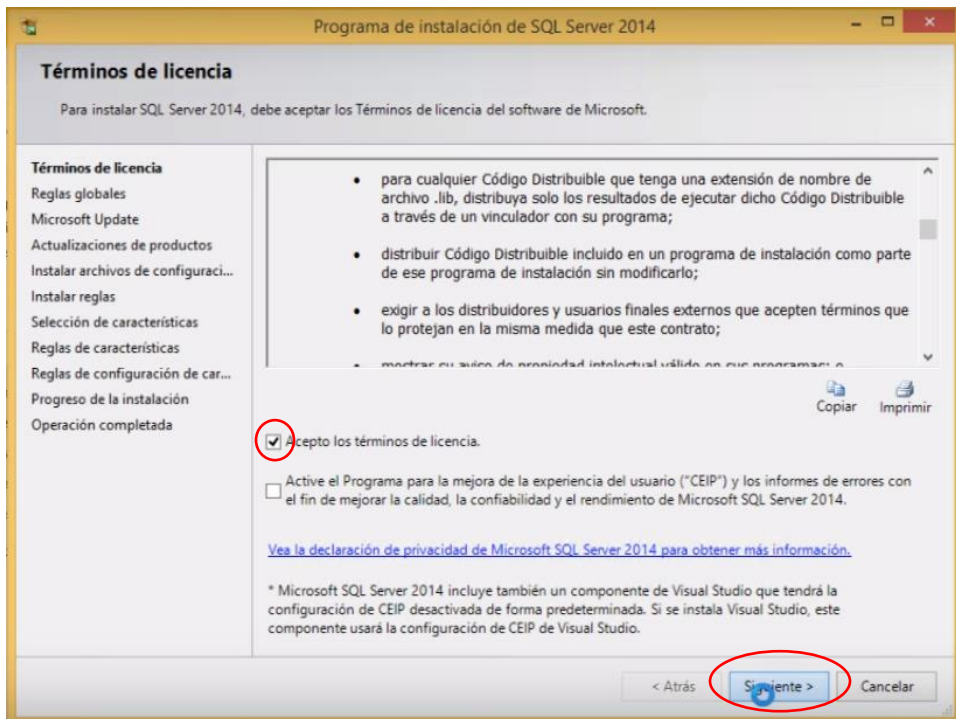 Programa de instalación de SQL Server 2014
Términos de licencia
Para instalar SQL Server 2014, debe aceptar los Términos de licencia del software de Microsoft.
Términos de licencia
Reglas globales
Microsoft Update
Actualizaciones de productos
Instalar archivos de configuraci...
Instalar reglas
Selección de características
Reglas de características
Reglas de configuración de car...
Progreso de la instalación
Operación completada
• para cualquier Código Distribuible que tenga una extensión de nombre de
archivo .lib, distribuya solo los resultados de ejecutar dicho Código Distribuible
a través de un vinculador con su programa;
• distribuir Código Distribuible incluido en un programa de instalación como parte
de ese programa de instalación sin modificarlo;
• exigir a los distribuidores y usuarios finales externos que acepten términos que
lo protejan en la misma medida que este contrato;
• mostrar su aviso de propiedad intelectual válido en sus programas; o
Copiar Imprimir
Acepto los términos de licencia.
Active el Programa para la mejora de la experiencia del usuario ("CEIP") y los informes de errores con
el fin de mejorar la calidad, la confiabilidad y el rendimiento de Microsoft SQL Server 2014.
Vea la declaración de privacidad de Microsoft SQL Server 2014 para obtener más información.
* Microsoft SQL Server 2014 incluye también un componente de Visual Studio que tendrá la
configuración de CEIP desactivada de forma predeterminada. Si se instala Visual Studio, este
componente usará la configuración de CEIP de Visual Studio.
< Atrás Siguiente > Cancelar